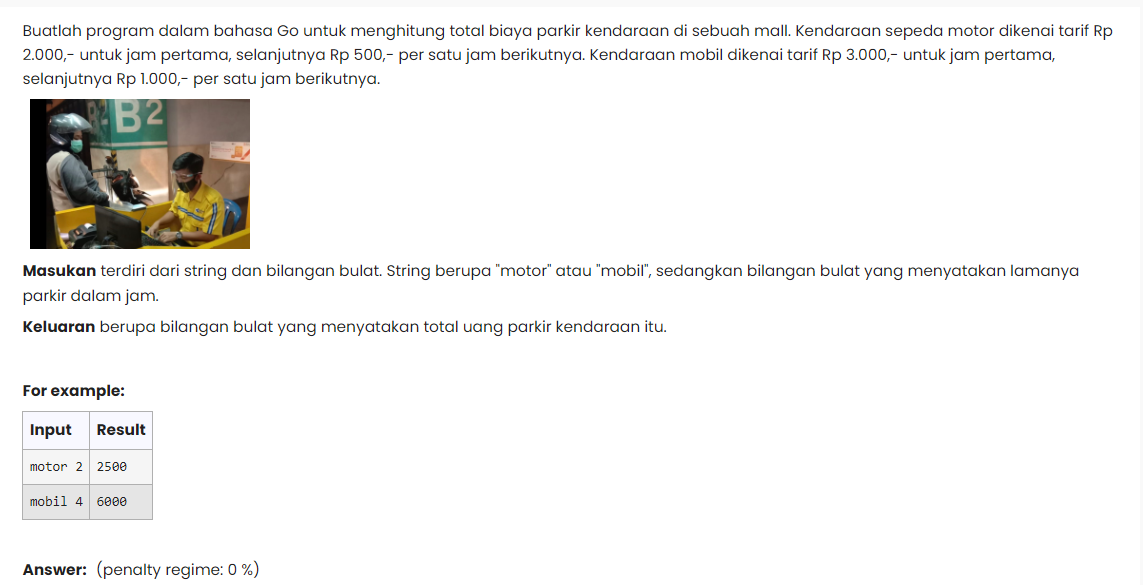 Buatlah program dalam bahasa Go untuk menghitung total biaya parkir kendaraan di sebuah mall. Kendaraan sepeda motor dikenai tarif Rp
2.000,- untuk jam pertama, selanjutnya Rp 500,- per satu jam berikutnya. Kendaraan mobil dikenai tarif Rp 3.000,- untuk jam pertama,
selanjutnya Rp 1.000,- per satu jam berikutnya.
B2
Masukan terdiri dari string dan bilangan bulat. String berupa "motor" atau "mobil", sedangkan bilangan bulat yang menyatakan lamanya
parkir dalam jam.
Keluaran berupa bilangan bulat yang menyatakan total uang parkir kendaraan itu.
For example:
Input Result
motor 2 2500
mobil 4 6000
Answer: (penalty regime: 0 %)